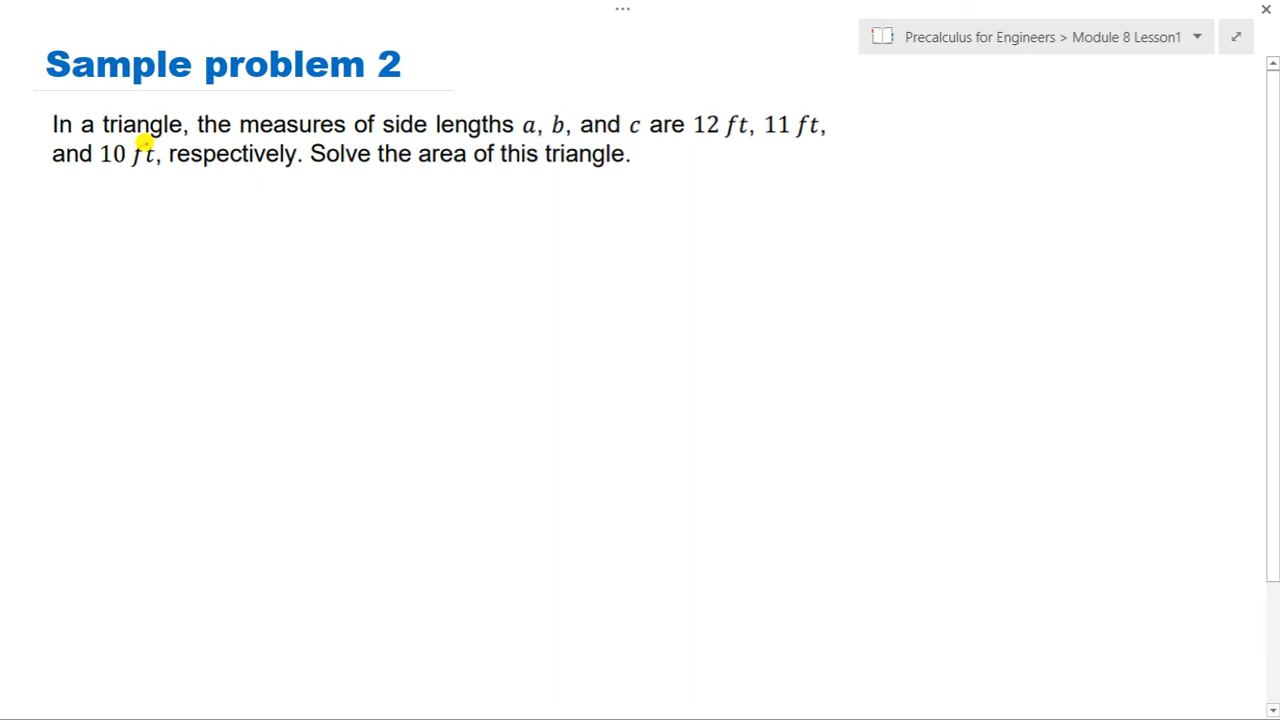 ...
Precalculus for Engineers > Module 8 Lesson1
Sample problem 2
In a triangle, the measures of side lengths a, b, and c are 12 ft, 11 ft,
and 10 ft, respectively. Solve the area of this triangle.